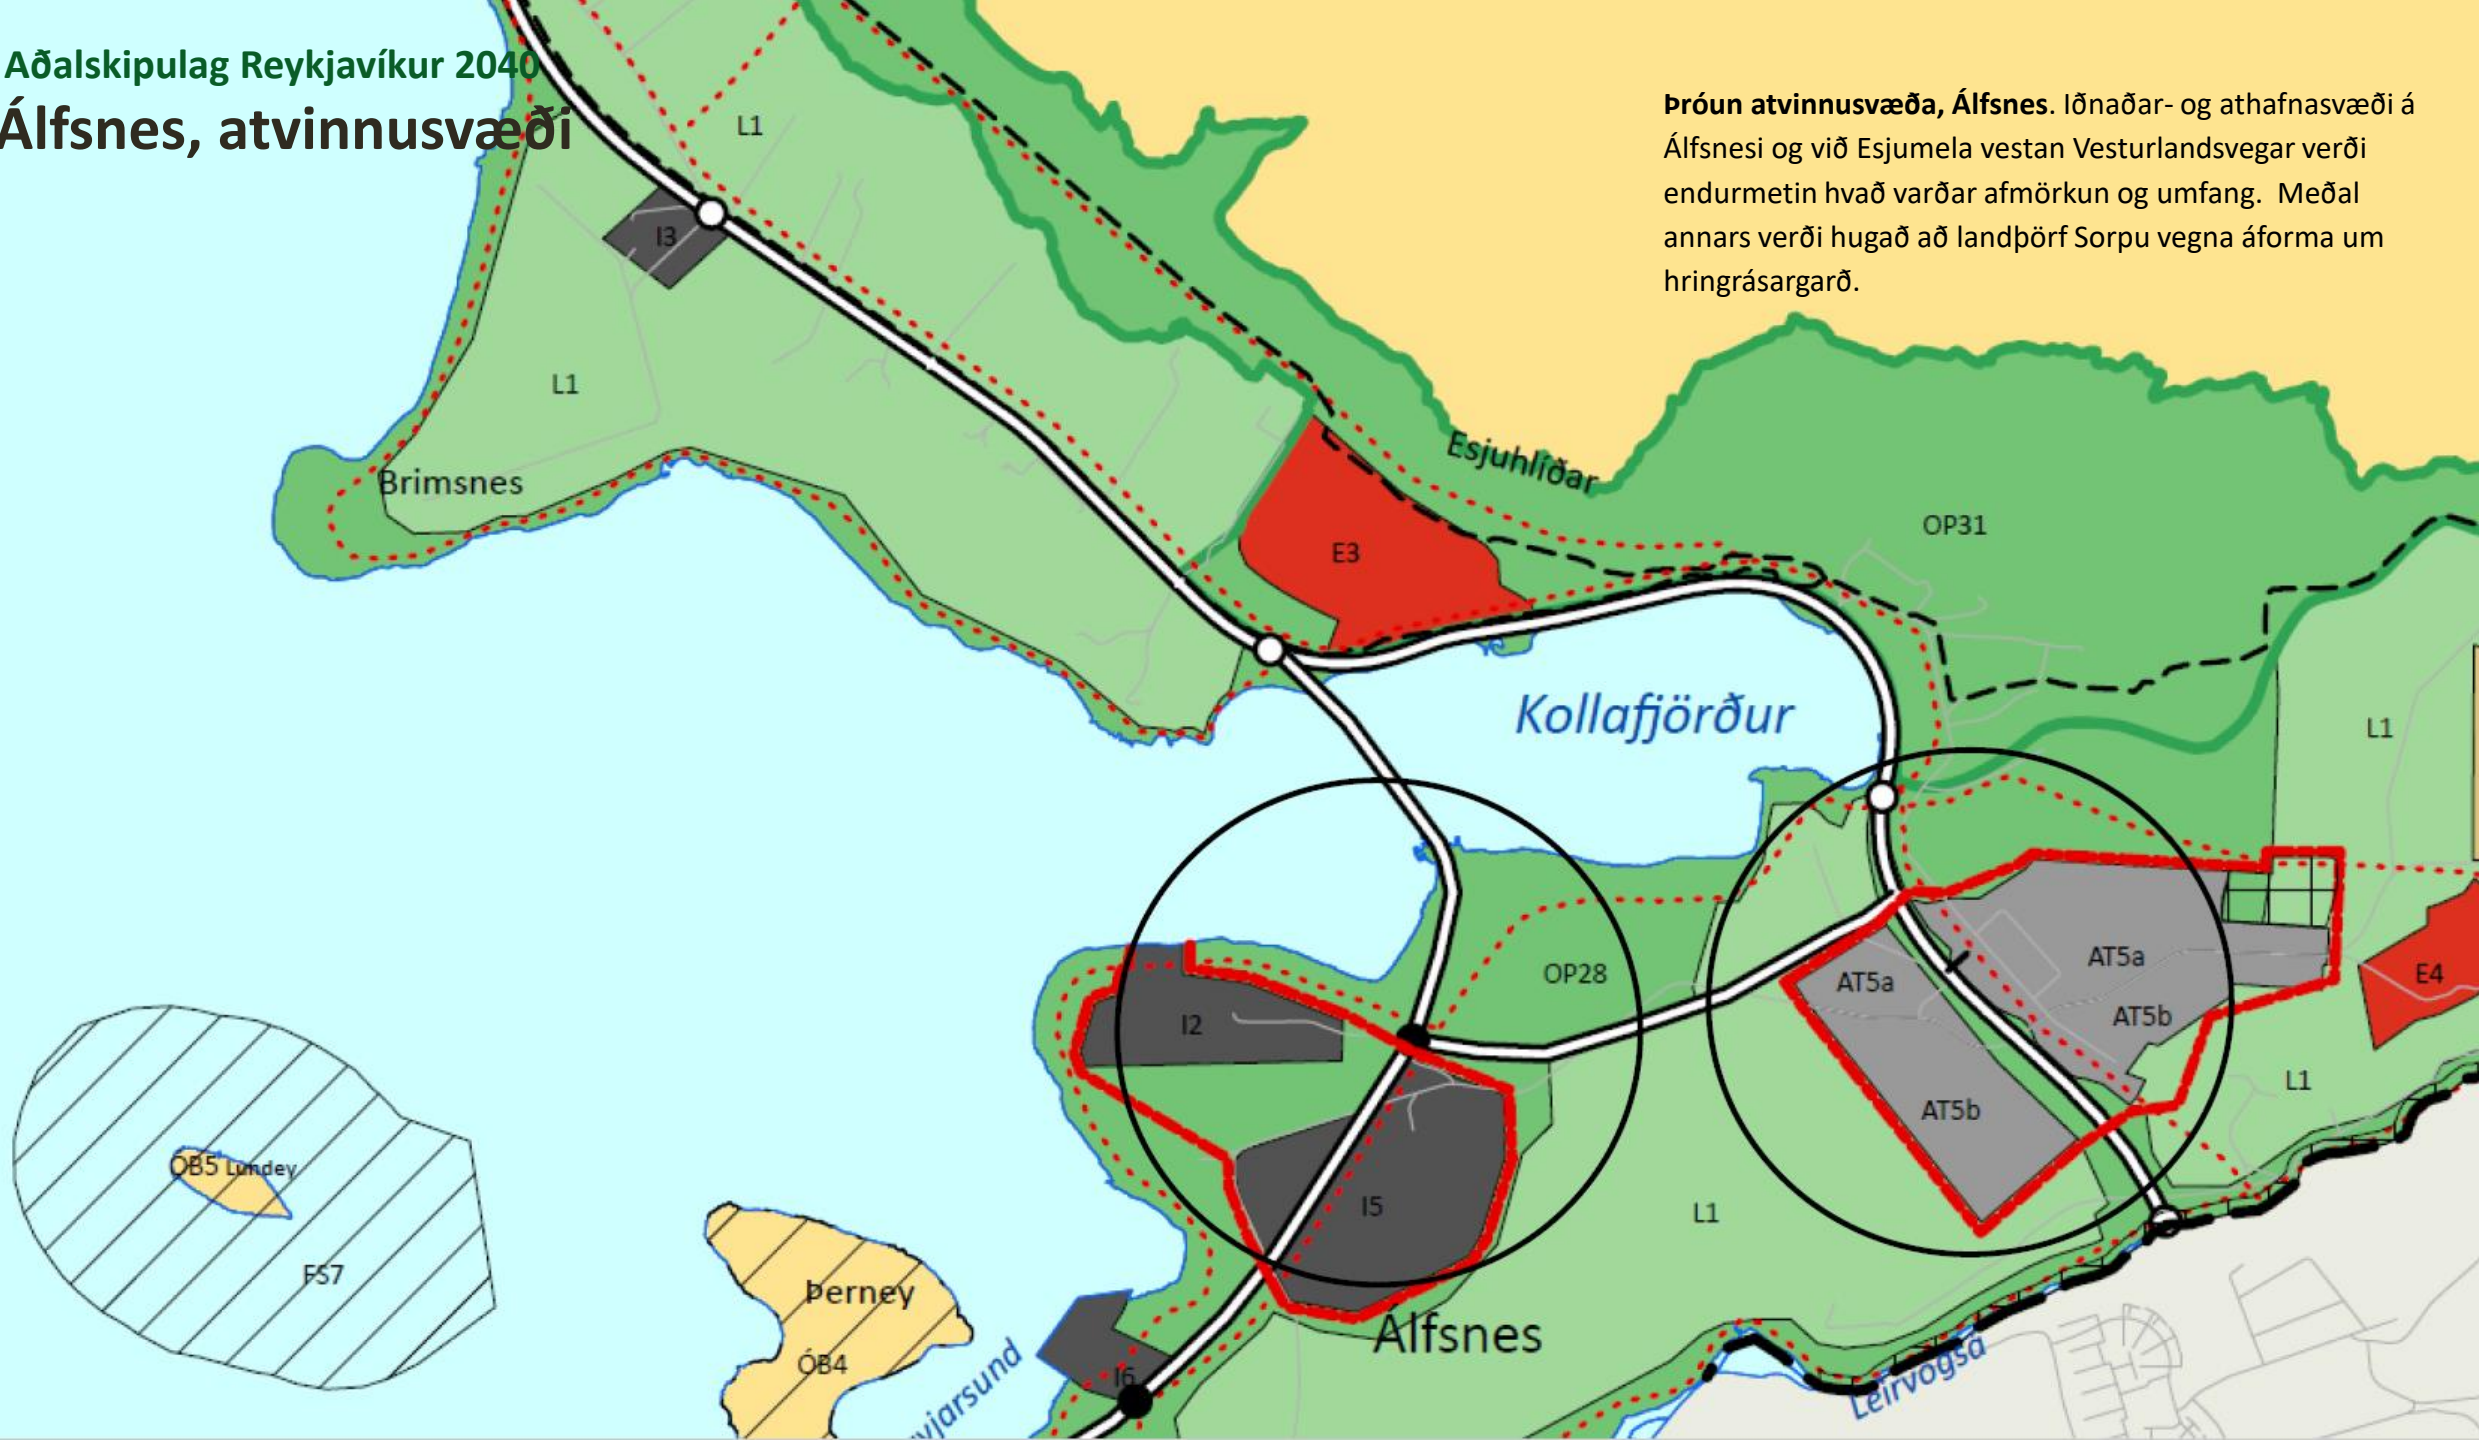 Aðalskipulag Reykjavíkur 2040
Álfsnes, atvinnusvæði
Þróun atvinnusvæða, Álfsnes. Iðnaðar- og athafnasvæði á
Álfsnesi og við Esjumela vestan Vesturlandsvegar verði
endurmetin hvað varðar afmörkun og umfang. Meðal
annars verði hugað að landþörf Sorpu vegna áforma um
hringrásargarð.
L1
I3
L1
Brimsnes
Esjuhlíðar
E3
OP31
Kollafjörður
L1
OP28
AT5a
AT5a
E4
I2
AT5b
AT5b
L1
ÓB5 Lundey
I5
L1
FS7
Þerney
Álfsnes
ÓB4
I6
yjarsund
Leirvogsá